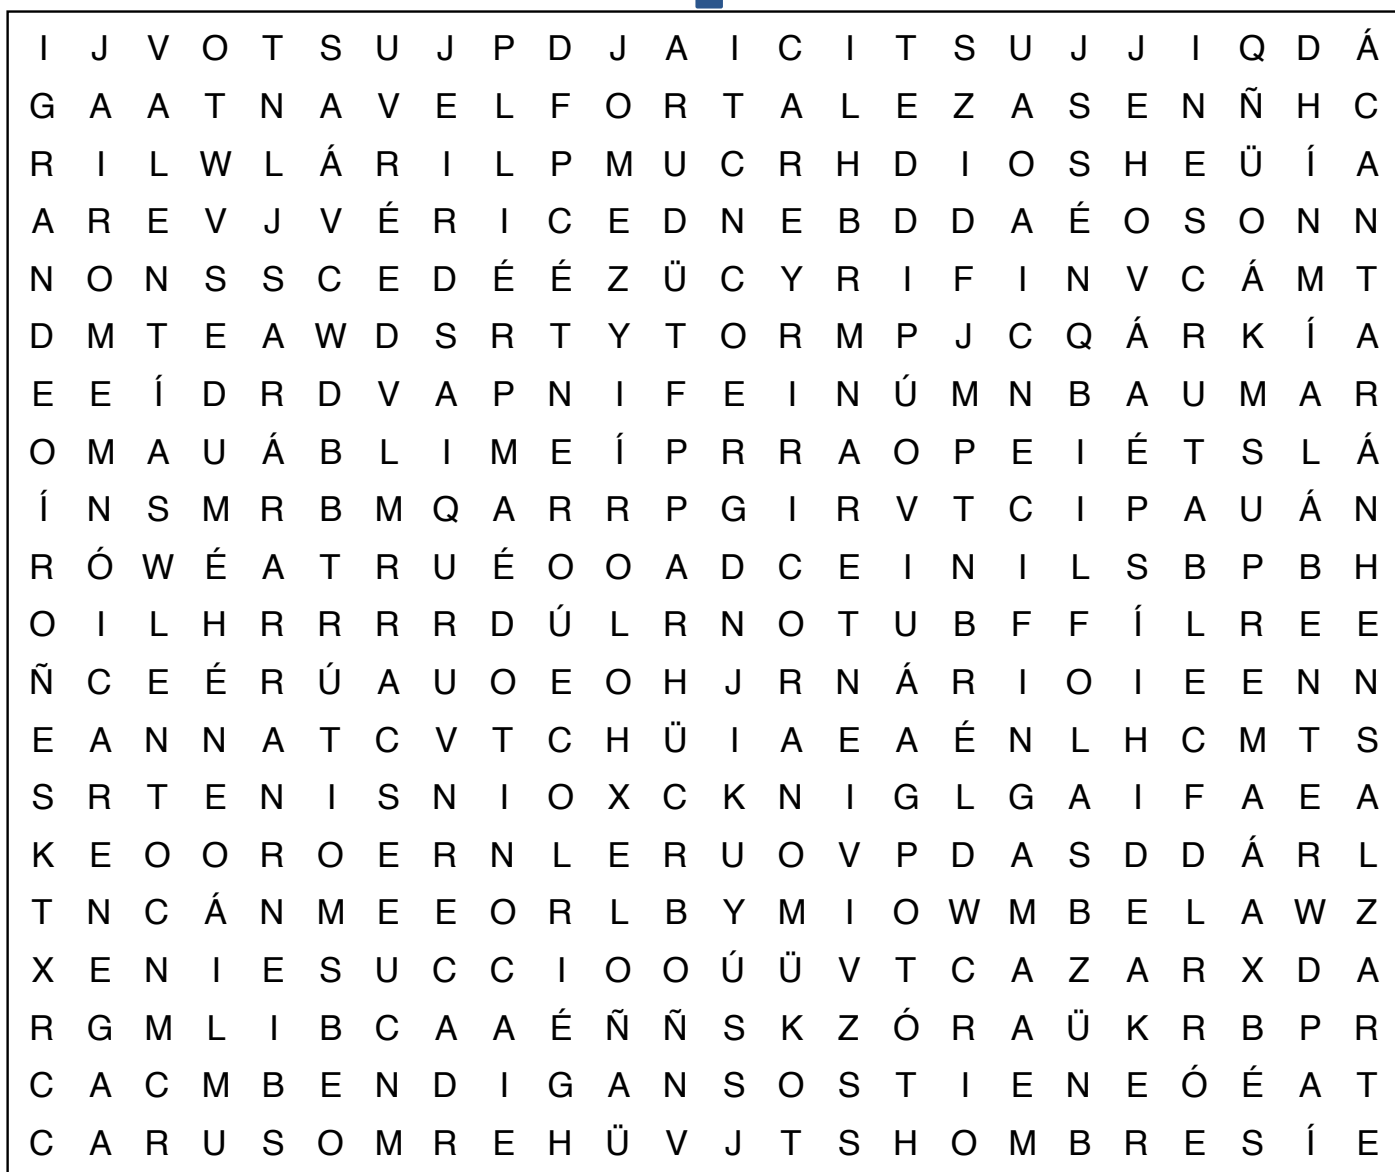 I J V O T S U J P D J A I C I T S U J J I Q D Á
G A A T N A V E L F O R T A L E Z A S E N Ñ H C
R I L W L Á R I L P M U C R H D I O S H E Ü Í A
A R E V J V É R I C E D N E B D D A É O S O N N
N O N S S C E D É É Z Ü C Y R I F I N V C Á M T
D M T E A W D S R T Y T O R M P J C Q Á R K Í A
E E Í D R D V A P N I F E I N Ú M N B A U M A R
O M A U Á B L I M E Í P R R A O P E I É T S L Á
Í N S M R B M Q A R R P G I R V T C I P A U Á N
R Ó W É A T R U É O O A D C E I N I L S B P B H
O I L H R R R R D Ú L R N O T U B F F Í L R E E
Ñ C E É R Ú A U O E O H J R N Á R I O I E E N N
E A N N A T C V T C H Ü I A E A É N L H C M T S
S R T E N I S N I O X C K N I G L G A I F A E A
K E O O R O E R N L E R U O V P D A S D D Á R L
T N C Á N M E E O R L B Y M I O W M B E L A W Z
X E N I E S U C C I O O Ú Ü V T C A Z A R X D A
R G M L I B C A A É Ñ Ñ S K Z Ó R A Ü K R B P R
C A C M B E N D I G A N S O S T I E N E Ó É A T
C A R U S O M R E H Ü V J T S H O M B R E S Í E